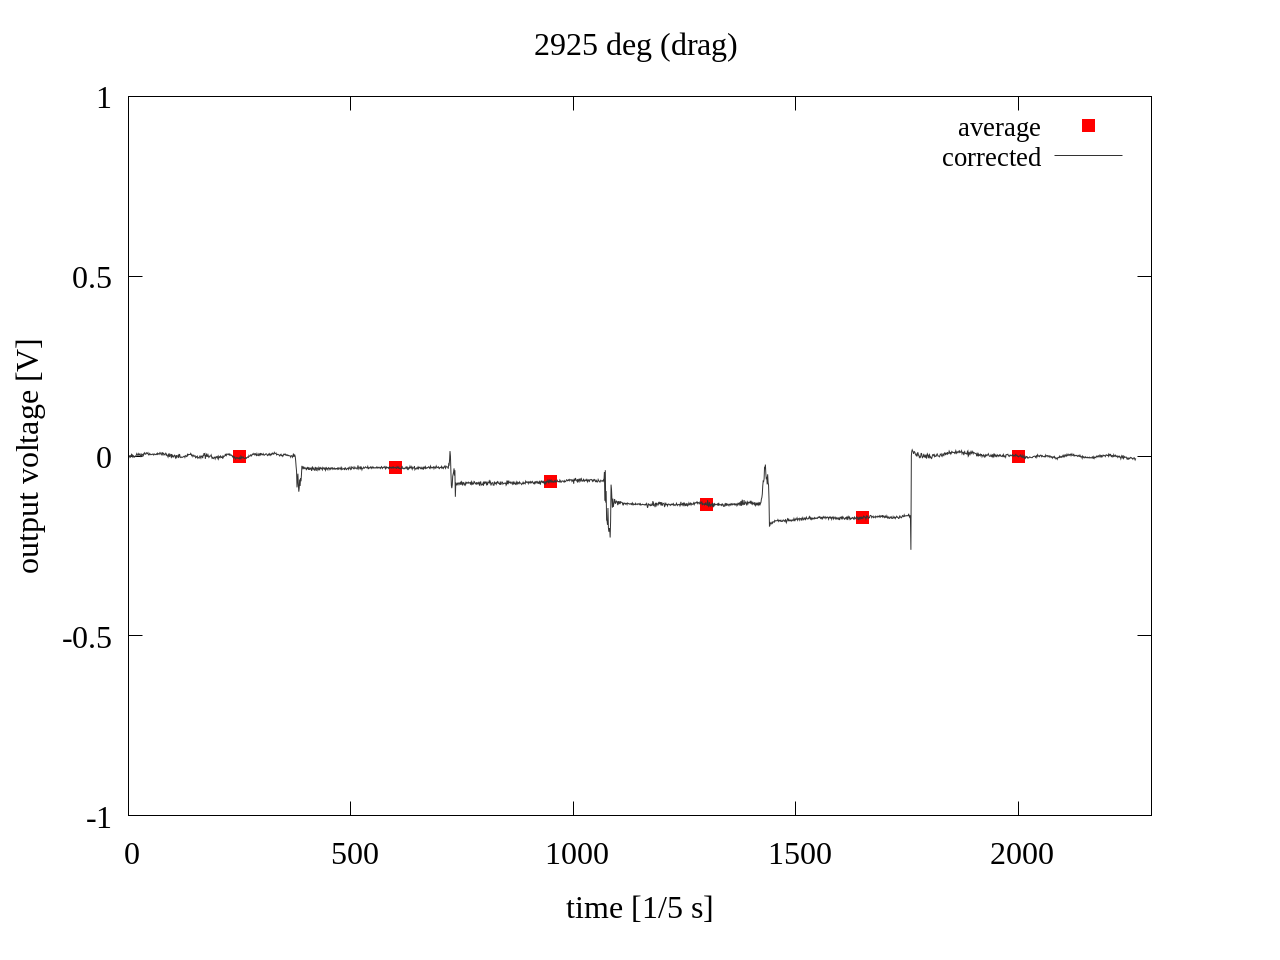 2925 deg (drag)
average
corrected
1
0.5
0
-0.5
-1
output voltage [V]
0 500 1000 1500 2000
time [1/5 s]